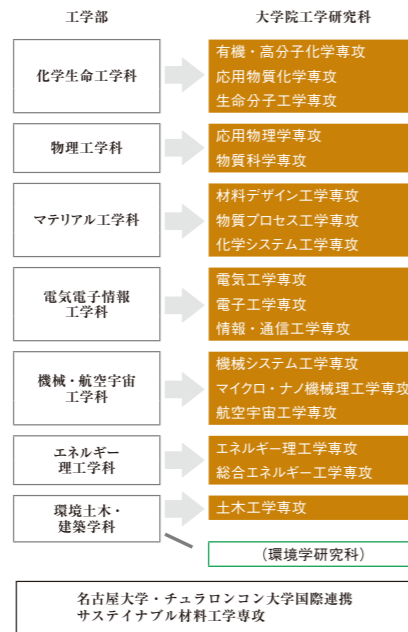 工学部
大学院工学研究科
化学生命工学科
有機・高分子化学専攻
応用物質化学専攻
生命分子工学専攻
物理工学科
応用物理学専攻
物質科学専攻
マテリアル工学科
材料デザイン工学専攻
物質プロセス工学専攻
化学システム工学専攻
電気電子情報
工学科
電気工学専攻
電子工学専攻
情報・通信工学専攻
機械・航空宇宙
工学科
機械システム工学専攻
マイクロ・ナノ機械理工学専攻
航空宇宙工学専攻
エネルギー
理工学科
エネルギー理工学専攻
総合エネルギー工学専攻
環境土木・
建築学科
土木工学専攻
(環境学研究科)
名古屋大学・チュラロンコン大学国際連携
サステイナブル材料工学専攻